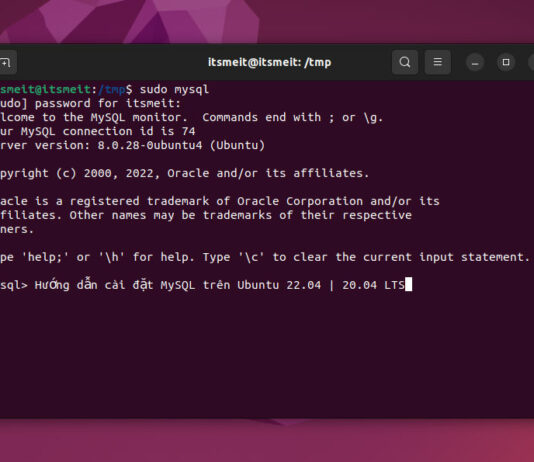 itsmeit@itsmeit: /tmp
smeit@itsmeit:/tmp$ sudo mysql
udo] password for itsmeit:
lcome to the MySQL monitor.  Commands end with ; or \g.
ur MySQL connection id is 74
rver version: 8.0.28-0ubuntu4 (Ubuntu)
pyright (c) 2000, 2022, Oracle and/or its affiliates.
acle is a registered trademark of Oracle Corporation and/or its
filiates. Other names may be trademarks of their respective
ners.
pe 'help;' or '\h' for help. Type '\c' to clear the current input statement.
sql> Hướng dẫn cài đặt MySQL trên Ubuntu 22.04 | 20.04 LTS